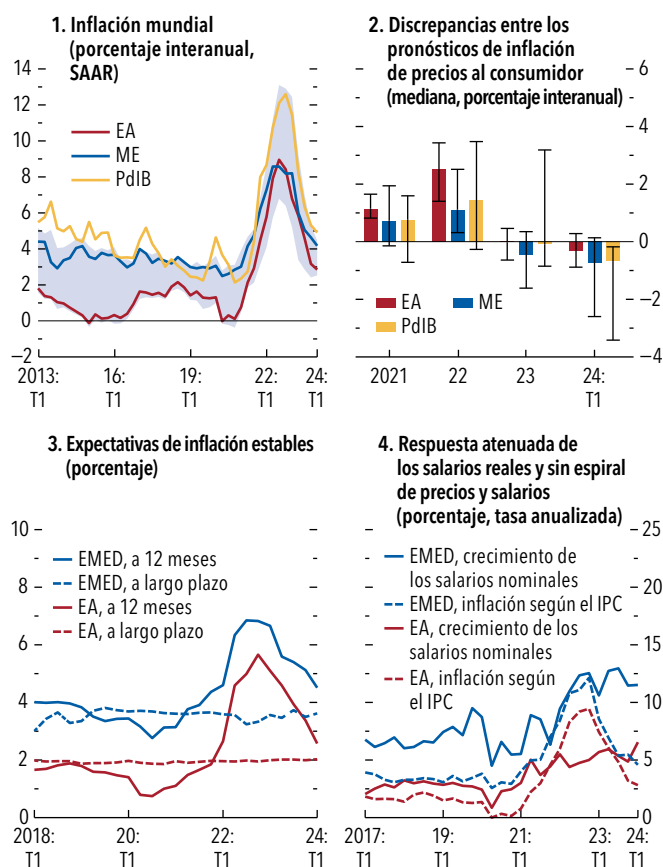 1. Inflación mundial
(porcentaje interanual,
SAAR)
14
12
10
8
6
4
2
0
−2
EA
ME
PdIB
2013:
T1
16:
T1
19:
T1
22:
T1
24:
T1
2. Discrepancias entre los
pronósticos de inflación
de precios al consumidor
(mediana, porcentaje interanual)
6
4
2
0
−2
−4
EA
ME
PdIB
2021
22
23
24:
T1
3. Expectativas de inflación estables
(porcentaje)
10
8
6
4
2
0
EMED, a 12 meses
EMED, a largo plazo
EA, a 12 meses
EA, a largo plazo
2018:
T1
20:
T1
22:
T1
24:
T1
4. Respuesta atenuada de
los salarios reales y sin espiral
de precios y salarios
(porcentaje, tasa anualizada)
25
20
15
10
5
0
EMED, crecimiento de
los salarios nominales
EMED, inflación según el IPC
EA, crecimiento de los
salarios nominales
EA, inflación según
el IPC
2017:
T1
19:
T1
21:
T1
23:
T1
24:
T1